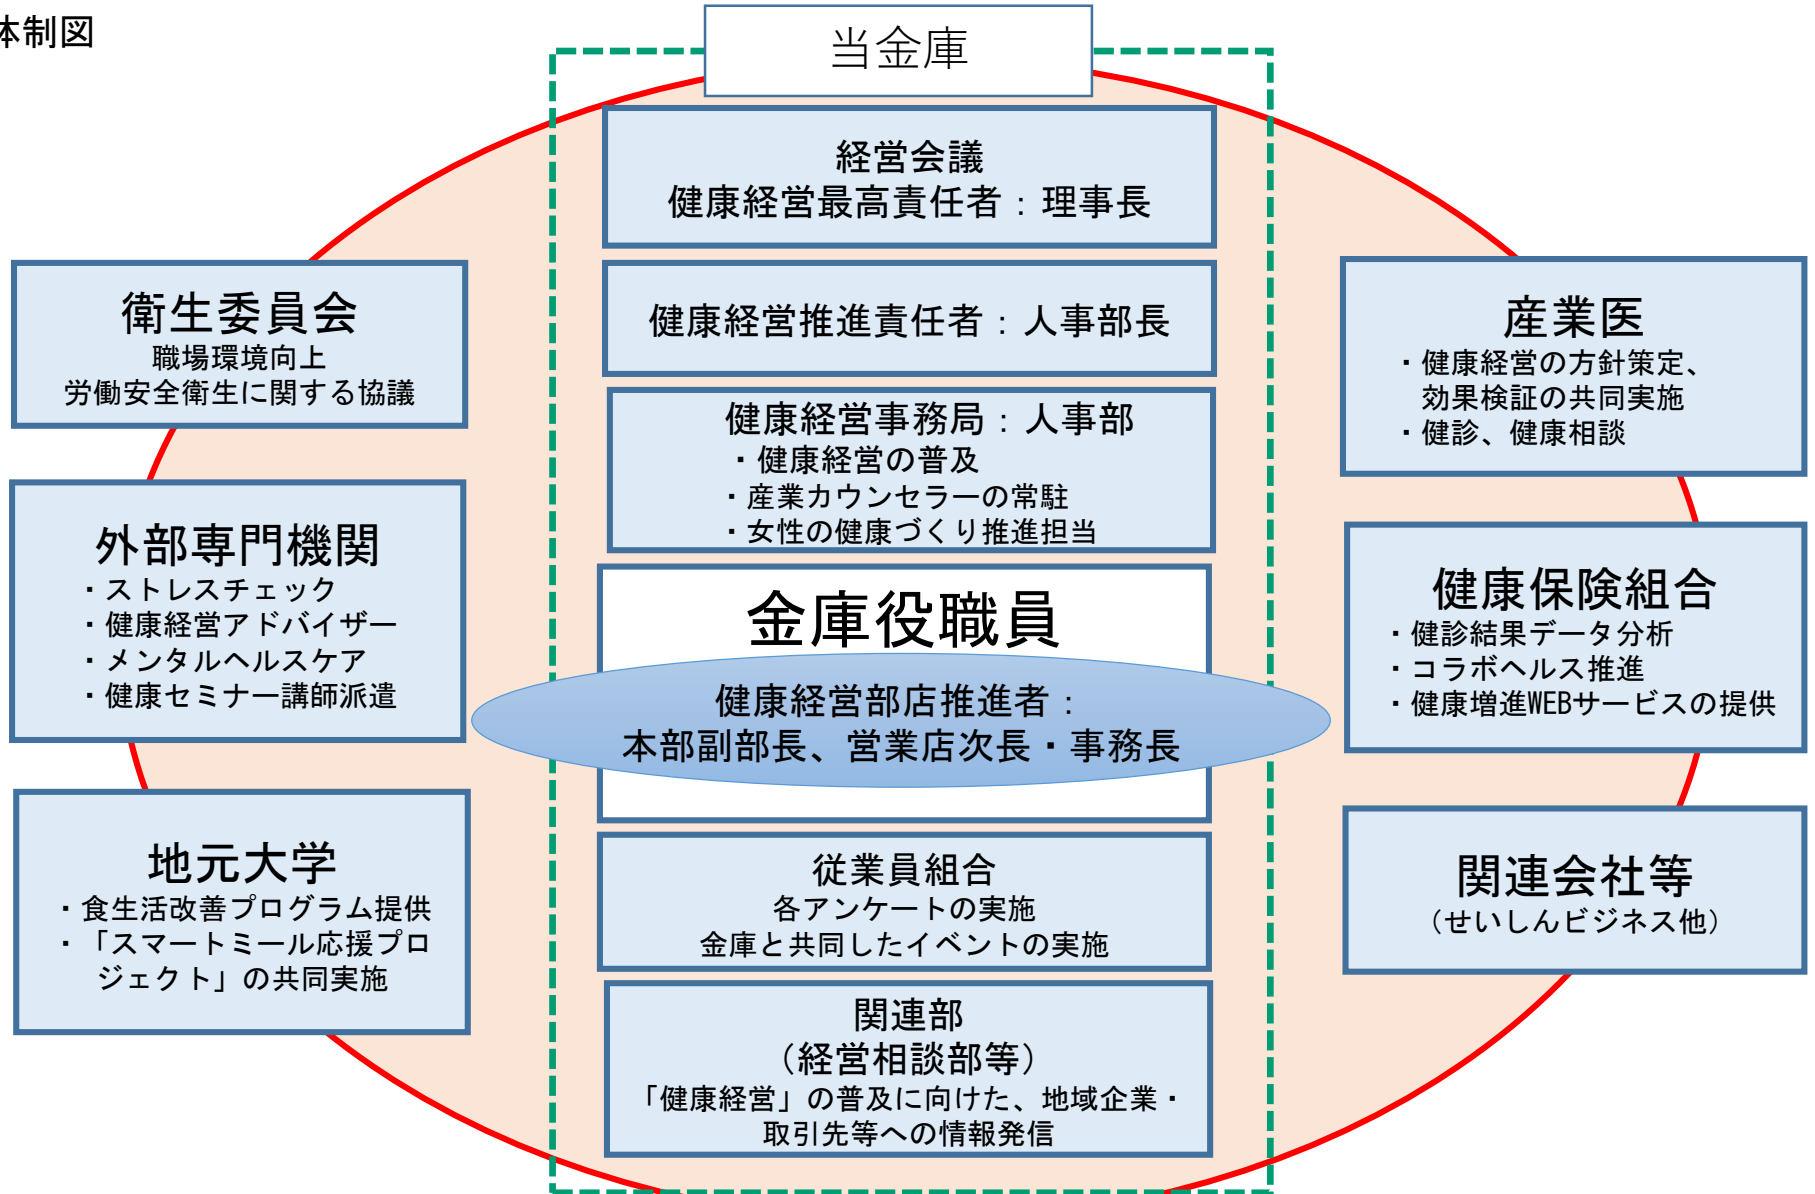 体制図
当金庫
経営会議
健康経営最高責任者：理事長
健康経営推進責任者：人事部長
健康経営事務局：人事部
・健康経営の普及
・産業カウンセラーの常駐
・女性の健康づくり推進担当
金庫役職員
健康経営部店推進者：
本部副部長、営業店次長・事務長
従業員組合
各アンケートの実施
金庫と共同したイベントの実施
関連部
（経営相談部等）
「健康経営」の普及に向けた、地域企業・
取引先等への情報発信
衛生委員会
職場環境向上
労働安全衛生に関する協議
外部専門機関
・ストレスチェック
・健康経営アドバイザー
・メンタルヘルスケア
・健康セミナー講師派遣
地元大学
・食生活改善プログラム提供
・「スマートミール応援プロ
ジェクト」の共同実施
産業医
・健康経営の方針策定、
効果検証の共同実施
・健診、健康相談
健康保険組合
・健診結果データ分析
・コラボヘルス推進
・健康増進WEBサービスの提供
関連会社等
（せいしんビジネス他）